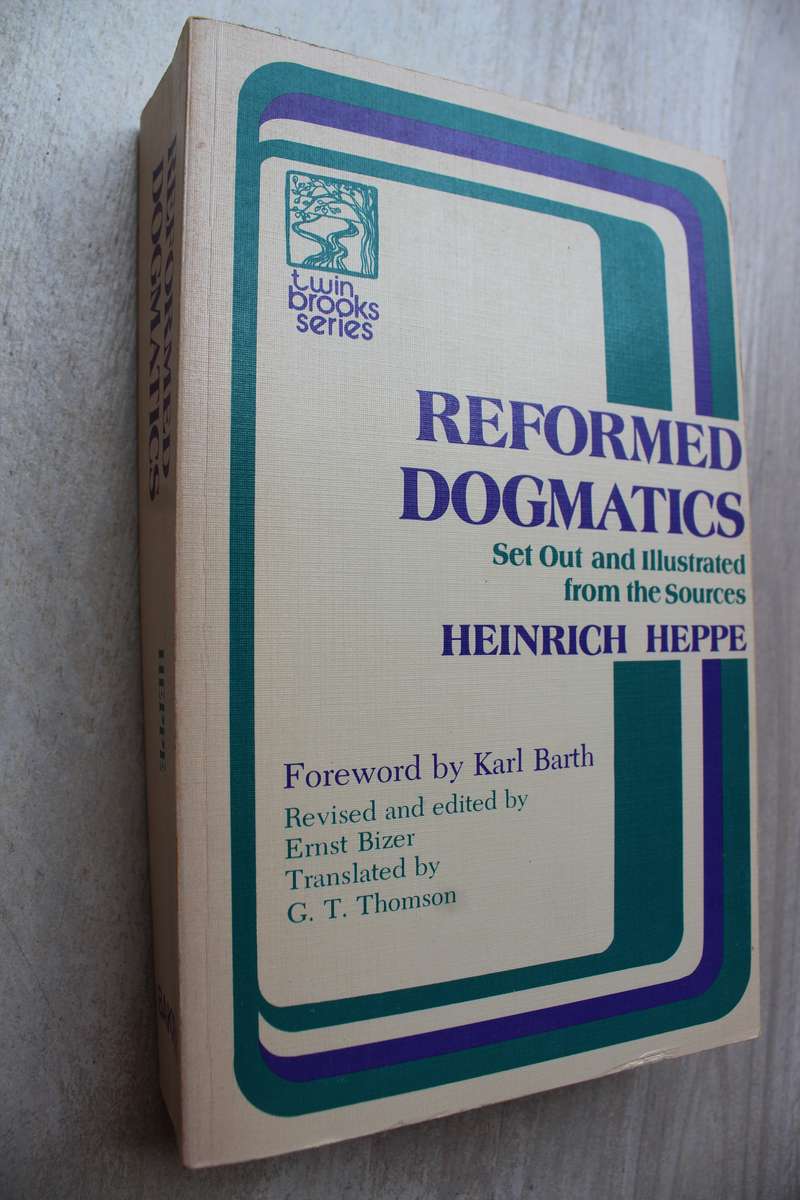 twin
brooks
series
REFORMED
DOGMATICS
Set Out and Illustrated
from the Sources
HEINRICH HEPPE
Foreword by Karl Barth
Revised and edited by
Ernst Bizer
Translated by
G. T. Thomson
REFORMED
DOGMATICS
HEPPE